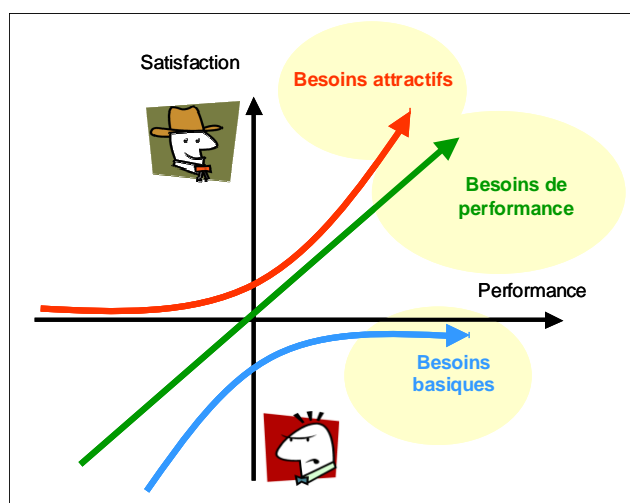 Satisfaction
Besoins attractifs
Besoins de
performance
Performance
Besoins
basiques